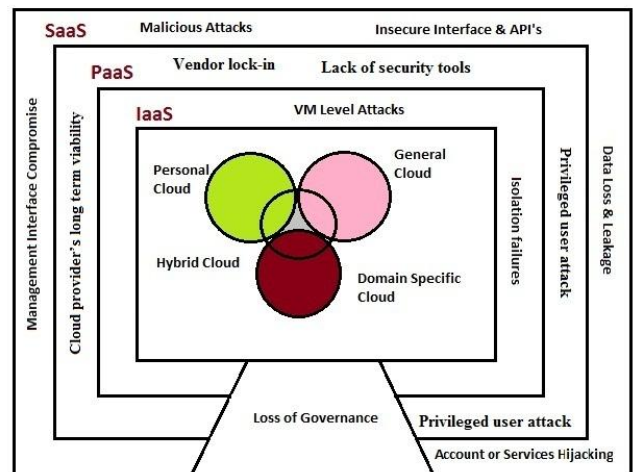 SaaS
Malicious Attacks
Insecure Interface & API's
PaaS
Vendor lock-in
Lack of security tools
IaaS
VM Level Attacks
Management Interface Compromise
Cloud provider's long term viability
Personal
Cloud
General
Cloud
Hybrid Cloud
Domain Specific
Cloud
Isolation failures
Privileged user attack
Data Loss & Leakage
Loss of Governance
Privileged user attack
Account or Services Hijacking